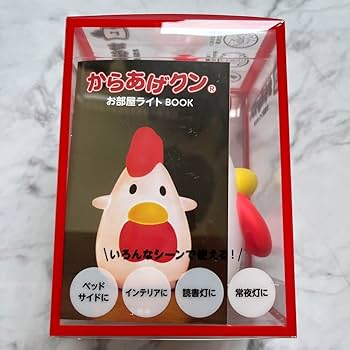 からあげクン®
お部屋ライト BOOK
\いろんなシーンで使える!/
ベッド
サイドに
インテリアに
読書灯に
常夜灯に